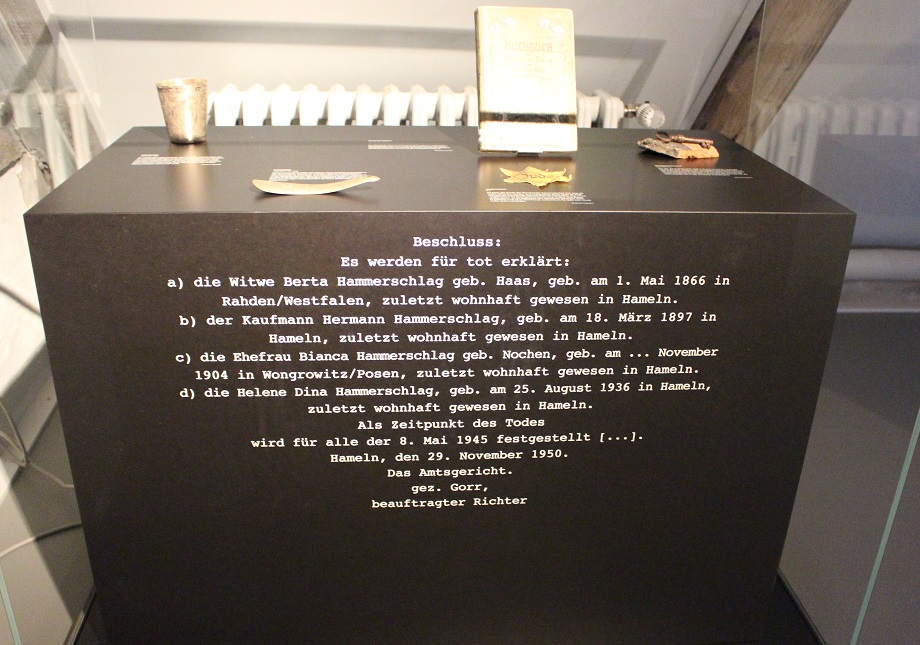 KOCHBUCH
Beschluss:
Es werden für tot erklärt:
a) die Witwe Berta Hammerschlag geb. Haas, geb. am 1. Mai 1866 in
Rahden/Westfalen, zuletzt wohnhaft gewesen in Hameln.
b) der Kaufmann Hermann Hammerschlag, geb. am 18. März 1897 in
Hameln, zuletzt wohnhaft gewesen in Hameln.
c) die Ehefrau Bianca Hammerschlag geb. Nochen, geb. am ... November
1904 in Wongrowitz/Posen, zuletzt wohnhaft gewesen in Hameln.
d) die Helene Dina Hammerschlag, geb. am 25. August 1936 in Hameln,
zuletzt wohnhaft gewesen in Hameln.
Als Zeitpunkt des Todes
wird für alle der 8. Mai 1945 festgestellt [...].
Hameln, den 29. November 1950.
Das Amtsgericht.
gez. Gorr,
beauftragter Richter